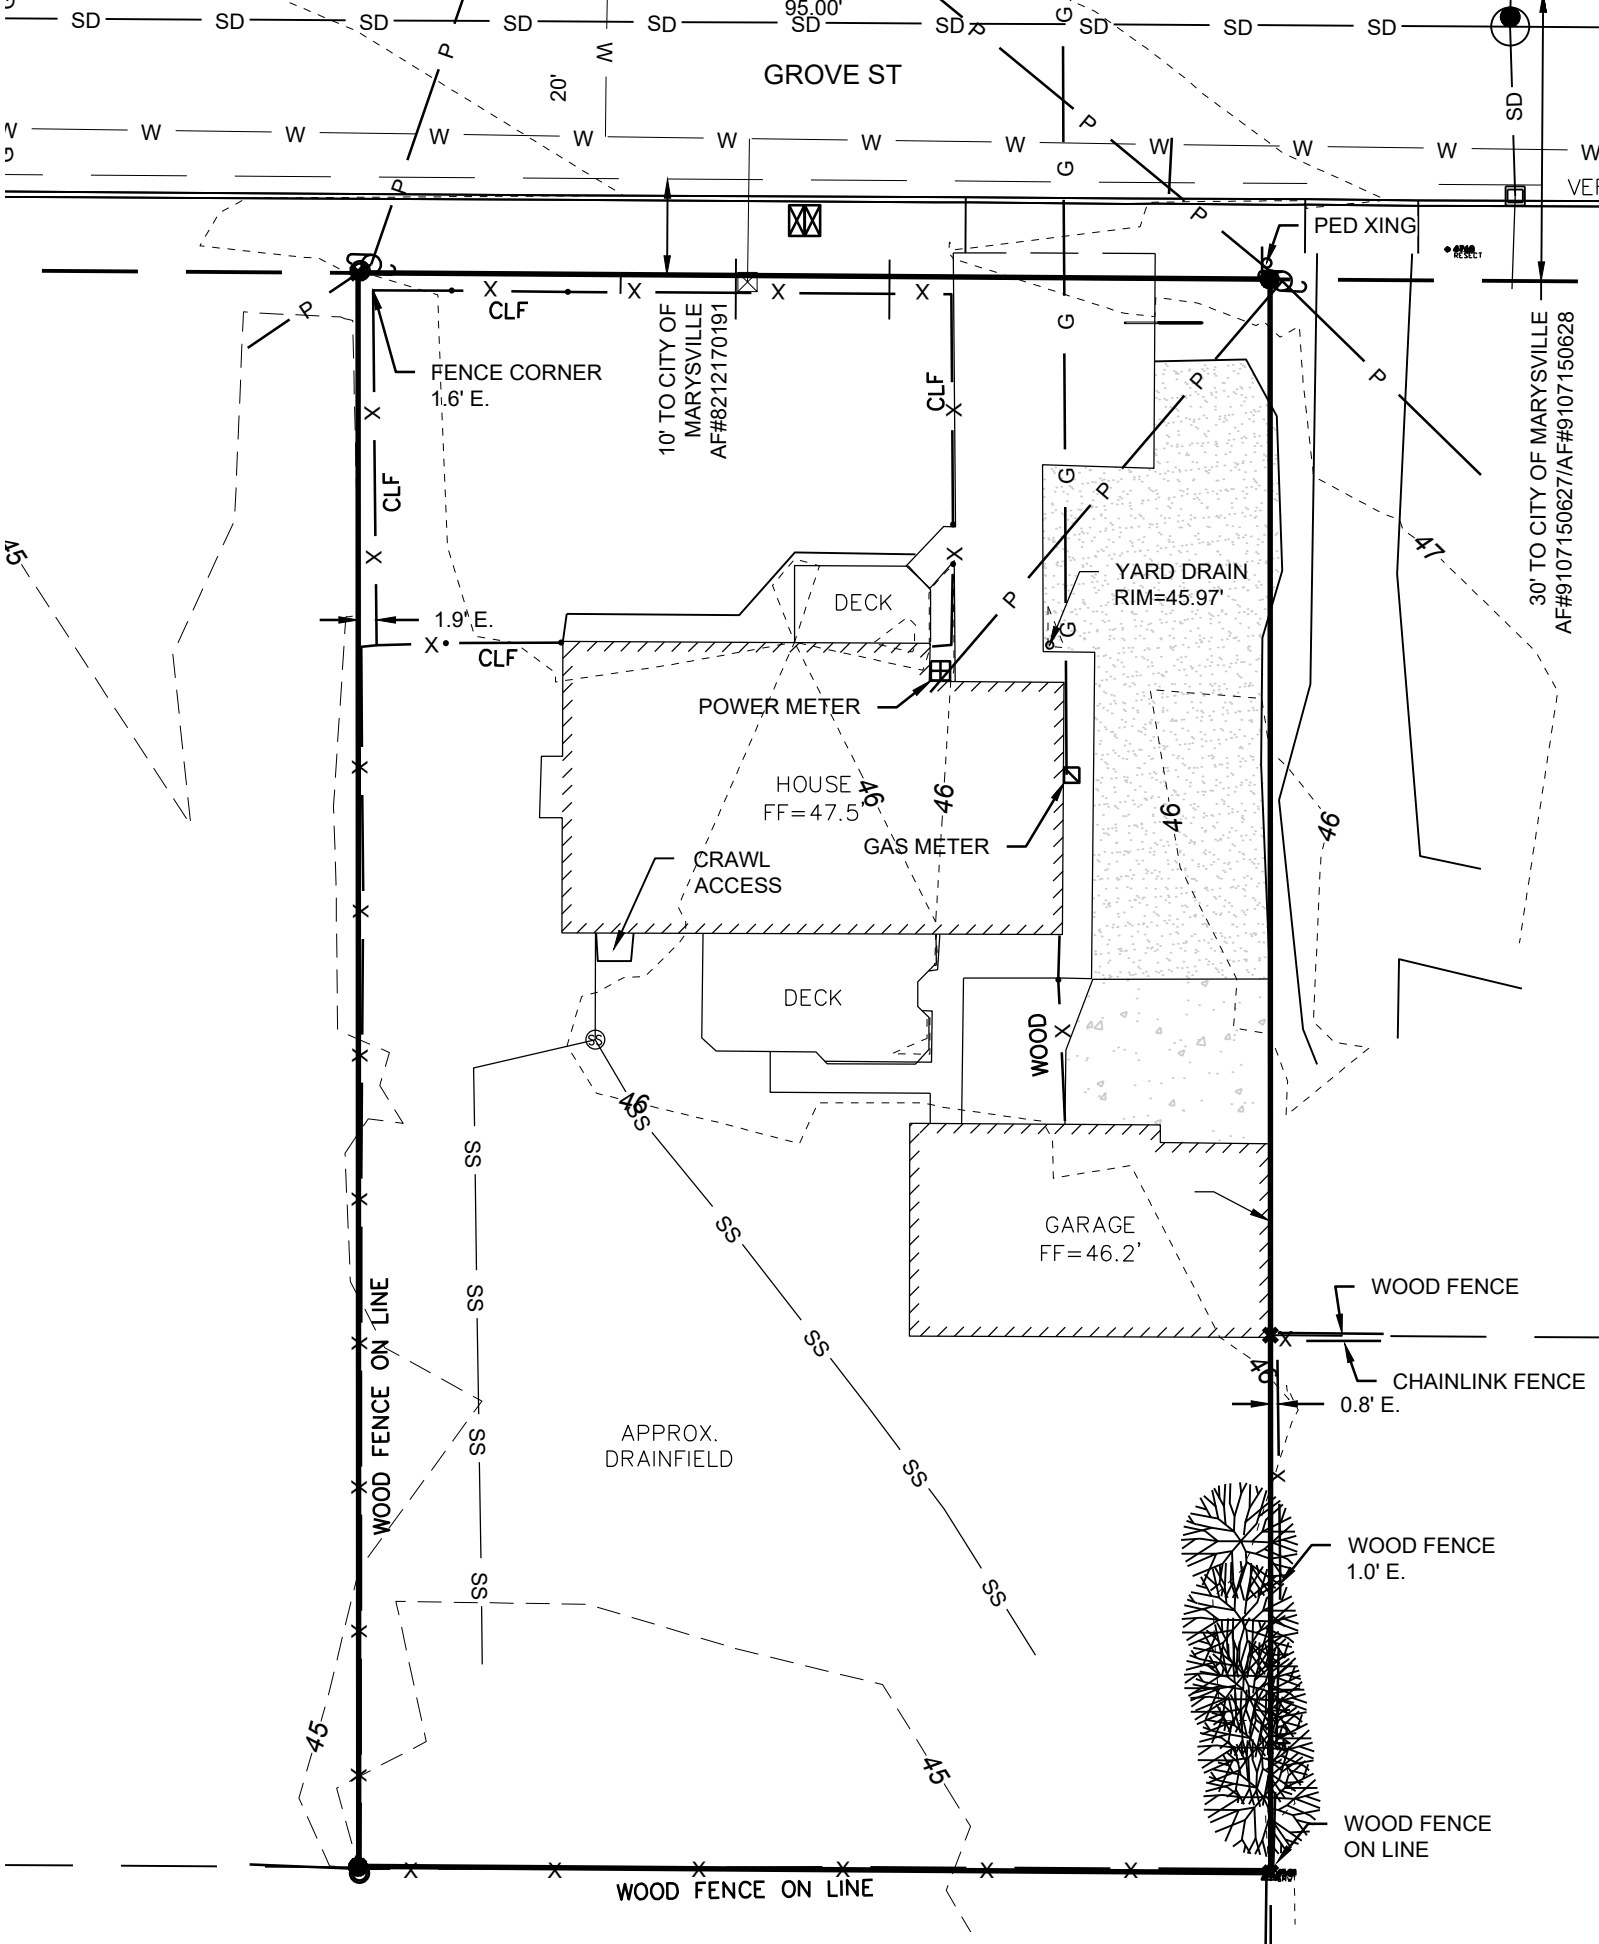 95.00'
SD SD SD SD SD SD SD SD SD SD
GROVE ST
20'
SD
W
W W W W W W W W W W W W
P P P P P
G G G G G
VER
PED XING
RESECT
X X X X
CLF
10' TO CITY OF
MARYSVILLE
AF#8212170191
30' TO CITY OF MARYSVILLE
AF#9107150627/AF#9107150628
FENCE CORNER
1.6' E.
CLF
CLF
P
P
P
P
P
47
45
YARD DRAIN
RIM=45.97'
DECK
1.9' E.
X
CLF
POWER METER
HOUSE
FF=47.5'
46
46
46
46
GAS METER
CRAWL
ACCESS
DECK
WOOD
SS
46
SS SS SS SS SS
SS SS SS SS
GARAGE
FF=46.2'
WOOD FENCE
CHAINLINK FENCE
46
0.8' E.
WOOD FENCE ON LINE
APPROX.
DRAINFIELD
WOOD FENCE
1.0' E.
45
45
WOOD FENCE
ON LINE
X X X X X X
WOOD FENCE ON LINE